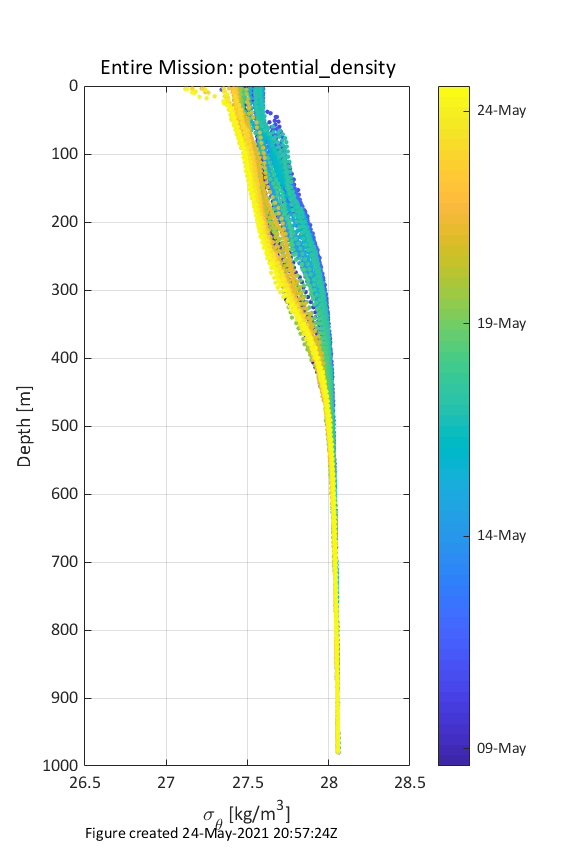 Entire Mission: potential_density
0
100
200
300
400
500
600
700
800
900
1000
Depth [m]
26.5 27 27.5 28 28.5
σθ [kg/m³]
24-May
19-May
14-May
09-May
Figure created 24-May-2021 20:57:24Z